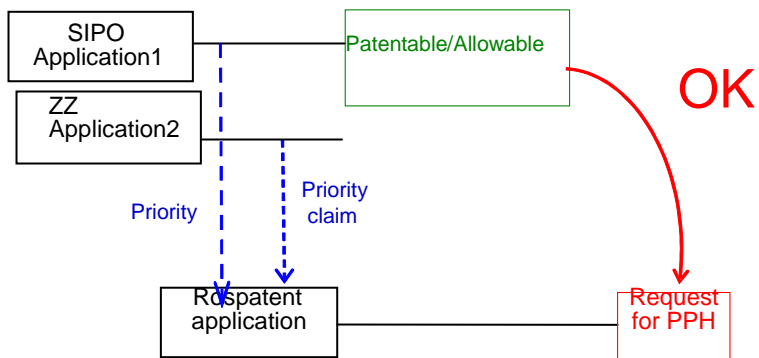 SIPO
Application1
Patentable/Allowable
OK
ZZ
Application2
Priority
Priority
claim
Rospatent
application
Request
for PPH